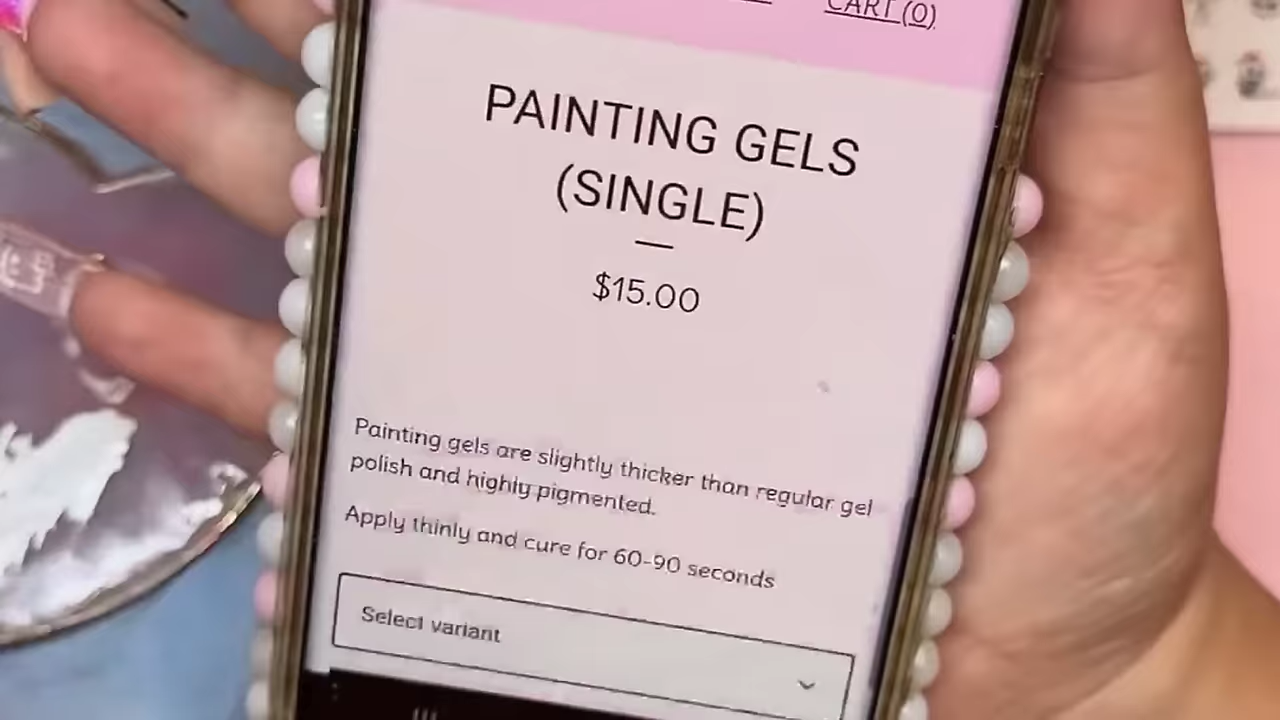 CART (0)
PAINTING GELS
(SINGLE)
$15.00
Painting gels are slightly thicker than regular gel
polish and highly pigmented.
Apply thinly and cure for 60-90 seconds
Select variant